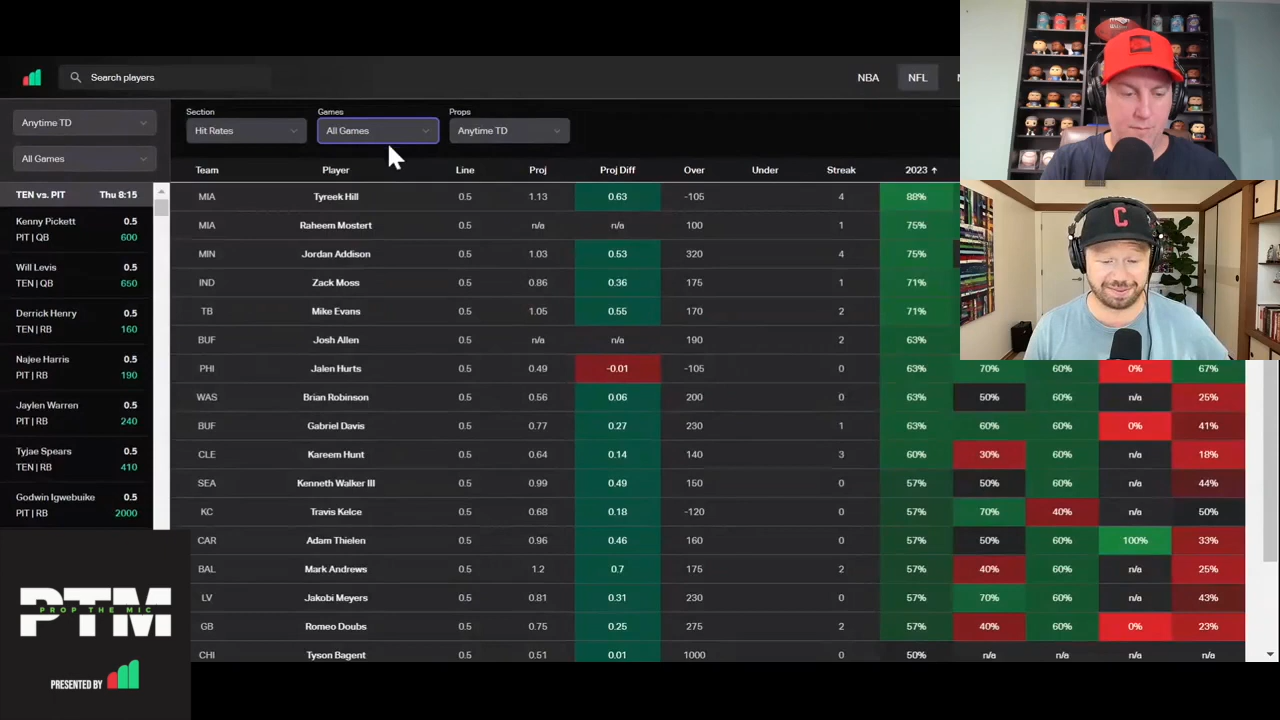 Search players
NBA
NFL
Anytime TD
All Games
Section
Games
Props
Hit Rates
All Games
Anytime TD
TEN vs. PIT Thu 8:15
Kenny Pickett 0.5
PIT | QB 600
Will Levis 0.5
TEN | QB 650
Derrick Henry 0.5
TEN | RB 160
Najee Harris 0.5
PIT | RB 190
Jaylen Warren 0.5
PIT | RB 240
Tyjae Spears 0.5
TEN | RB 410
Godwin Igwebuike 0.5
PIT | RB 2000
Team Player Line Proj Proj Diff Over Under Streak 2023
MIA Tyreek Hill 0.5 1.13 0.63 -105 4 88%
MIA Raheem Mostert 0.5 n/a n/a 100 1 75%
MIN Jordan Addison 0.5 1.03 0.53 320 4 75%
IND Zack Moss 0.5 0.86 0.36 175 1 71%
TB Mike Evans 0.5 1.05 0.55 170 2 71%
BUF Josh Allen 0.5 n/a n/a 190 2 63%
PHI Jalen Hurts 0.5 0.49 -0.01 -105 0 63% 70% 60% 0% 67%
WAS Brian Robinson 0.5 0.56 0.06 200 0 63% 50% 60% n/a 25%
BUF Gabriel Davis 0.5 0.77 0.27 230 1 63% 60% 60% 0% 41%
CLE Kareem Hunt 0.5 0.64 0.14 140 3 60% 30% 60% n/a 18%
SEA Kenneth Walker III 0.5 0.99 0.49 150 0 57% 50% 60% n/a 44%
KC Travis Kelce 0.5 0.68 0.18 -120 0 57% 70% 40% n/a 50%
CAR Adam Thielen 0.5 0.96 0.46 160 0 57% 50% 60% 100% 33%
BAL Mark Andrews 0.5 1.2 0.7 175 2 57% 40% 60% n/a 25%
LV Jakobi Meyers 0.5 0.81 0.31 230 0 57% 70% 60% n/a 43%
GB Romeo Doubs 0.5 0.75 0.25 275 2 57% 40% 60% 0% 23%
CHI Tyson Bagent 0.5 0.51 0.01 1000 0 50% n/a n/a n/a n/a
PTM
PROP THE MIC
PRESENTED BY
C